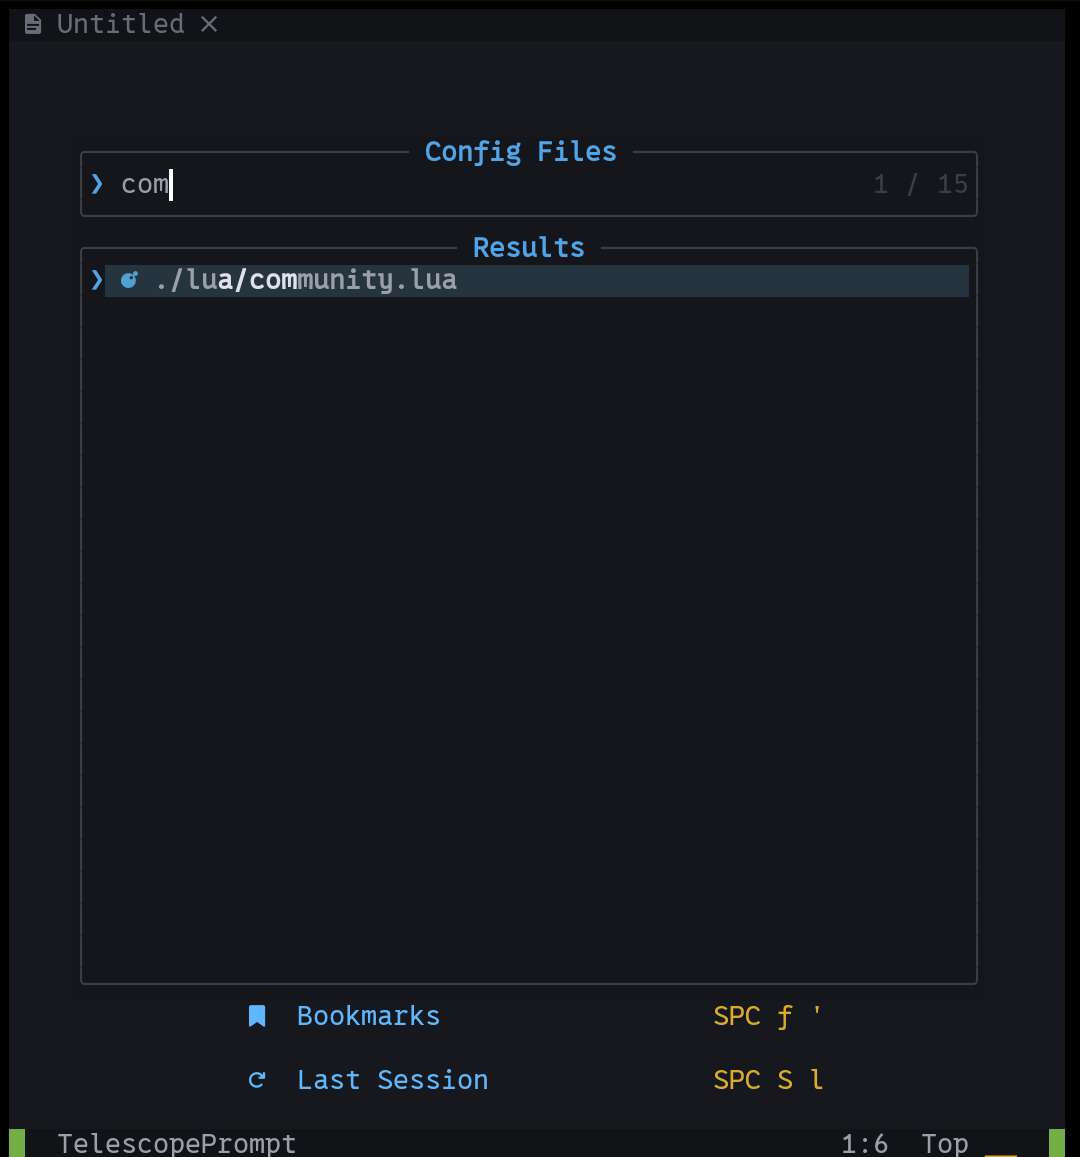 Untitled ×
Config Files
❯ com 1 / 15
Results
❯ ./lua/community.lua
Bookmarks SPC f '
Last Session SPC S l
TelescopePrompt 1:6 Top __